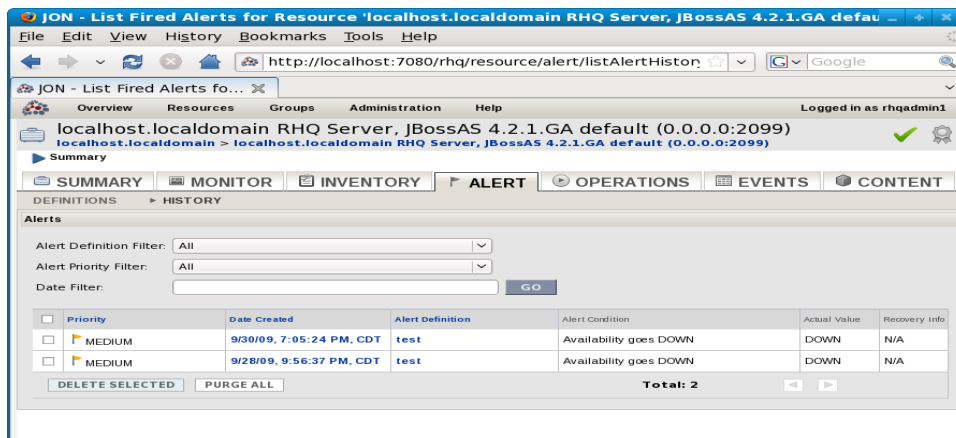 JON - List Fired Alerts for Resource 'localhost.localdomain RHQ Server, JBossAS 4.2.1.GA defau
File Edit View History Bookmarks Tools Help
http://localhost:7080/rhq/resource/alert/listAlertHistor G Google
JON - List Fired Alerts fo...
Overview Resources Groups Administration Help Logged in as rhqadmin1
localhost.localdomain RHQ Server, JBossAS 4.2.1.GA default (0.0.0.0:2099)
localhost.localdomain > localhost.localdomain RHQ Server, JBossAS 4.2.1.GA default (0.0.0.0:2099)
Summary
SUMMARY MONITOR INVENTORY ALERT OPERATIONS EVENTS CONTENT
DEFINITIONS HISTORY
Alerts
Alert Definition Filter: All
Alert Priority Filter: All
Date Filter: GO
Priority Date Created Alert Definition Alert Condition Actual Value Recovery Info
MEDIUM 9/30/09, 7:05:24 PM, CDT test Availability goes DOWN DOWN N/A
MEDIUM 9/28/09, 9:56:37 PM, CDT test Availability goes DOWN DOWN N/A
DELETE SELECTED PURGE ALL Total: 2